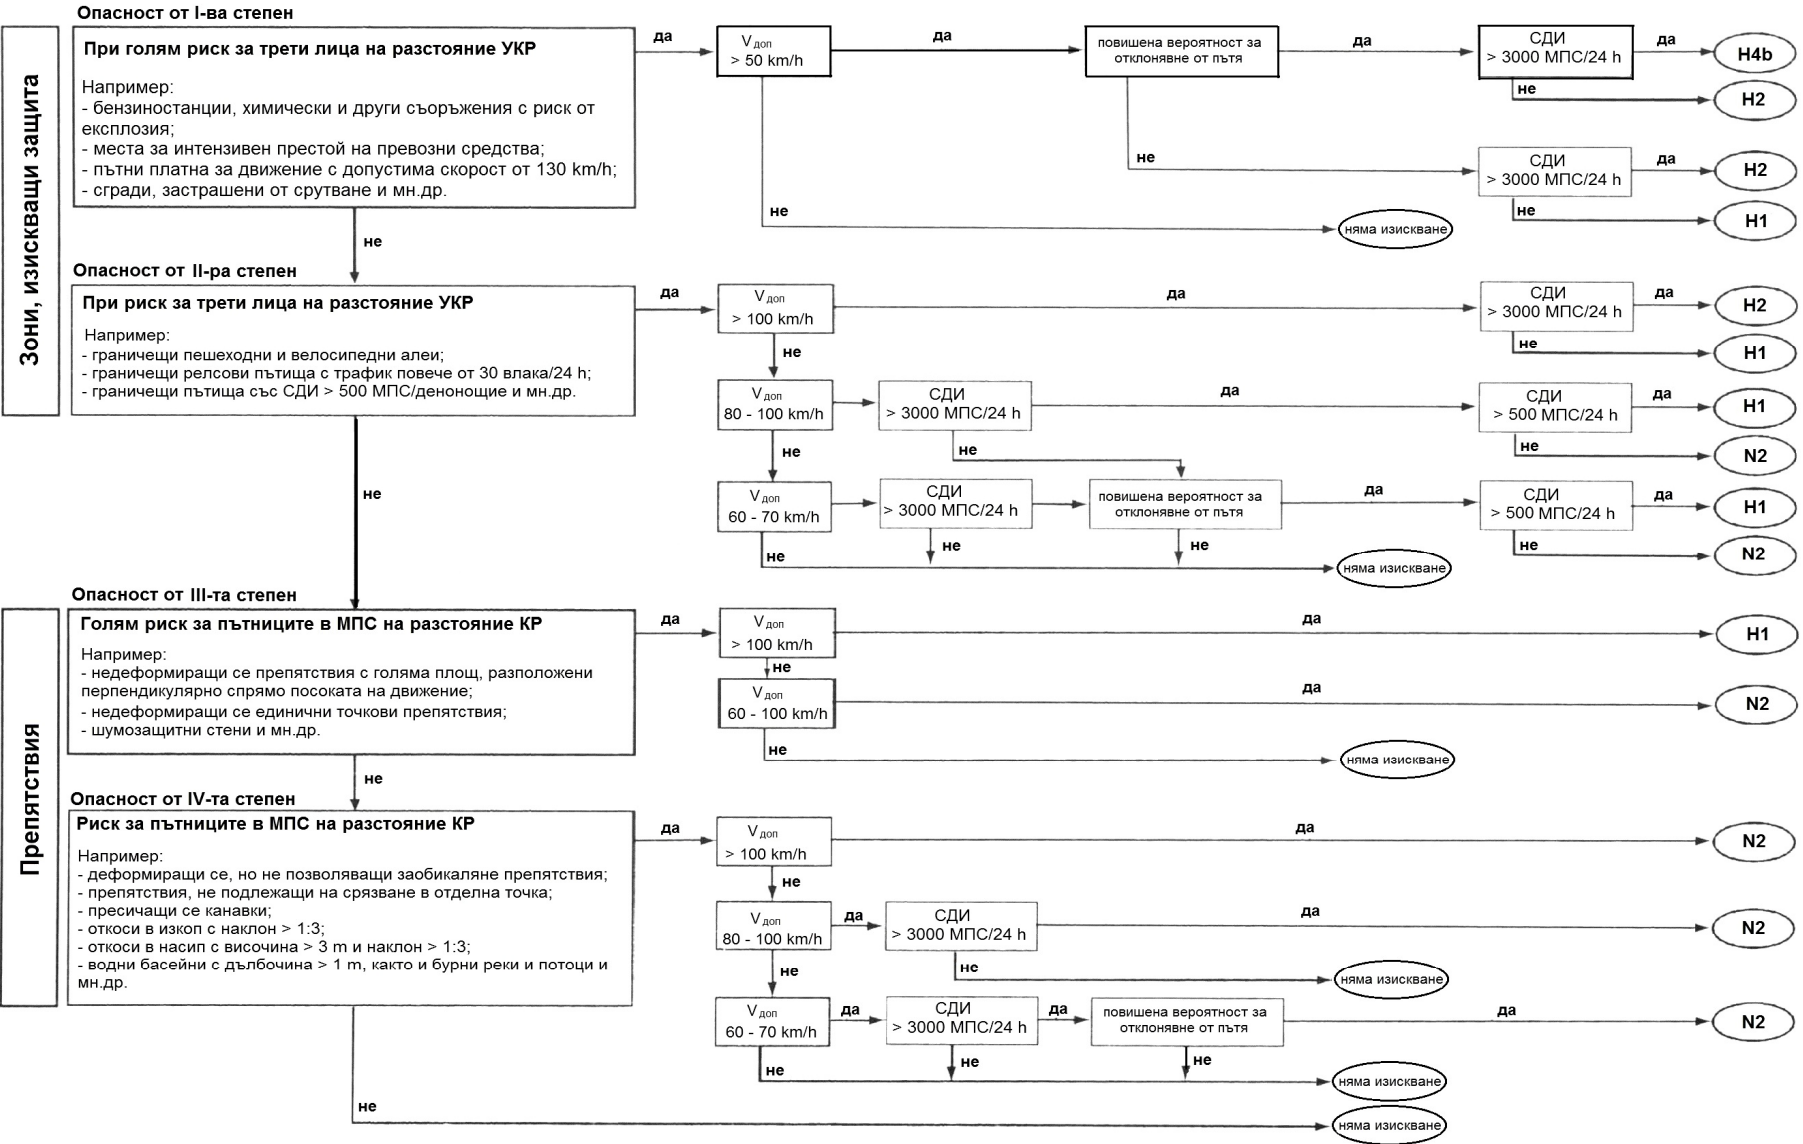 Зони, изискващи защита
Опасност от I-ва степен
При голям риск за трети лица на разстояние УКР
Например:
- бензиностанции, химически и други съоръжения с риск от
експлозия;
- места за интензивен престой на превозни средства;
- пътни платна за движение с допустима скорост от 130 km/h;
- сгради, застрашени от срутване и мн.др.
да
V доп
> 50 km/h
да
повишена вероятност за
отклонявне от пътя
да
СДИ
> 3000 МПС/24 h
да
H4b
не
H2
не
СДИ
> 3000 МПС/24 h
да
H2
не
H1
не
няма изискване
не
Опасност от II-ра степен
При риск за трети лица на разстояние УКР
Например:
- граничещи пешеходни и велосипедни алеи;
- граничещи релсови пътища с трафик повече от 30 влака/24 h;
- граничещи пътища със СДИ > 500 МПС/денонощие и мн.др.
да
V доп
> 100 km/h
да
СДИ
> 3000 МПС/24 h
да
H2
не
H1
не
V доп
80 - 100 km/h
СДИ
> 3000 МПС/24 h
да
СДИ
> 500 МПС/24 h
да
H1
не
N2
не
не
V доп
60 - 70 km/h
СДИ
> 3000 МПС/24 h
повишена вероятност за
отклонявне от пътя
да
СДИ
> 500 МПС/24 h
да
H1
не
N2
не
не
не
няма изискване
не
Препятствия
Опасност от III-та степен
Голям риск за пътниците в МПС на разстояние КР
Например:
- недеформиращи се препятствия с голяма площ, разположени
перпендикулярно спрямо посоката на движение;
- недеформиращи се единични точкови препятствия;
- шумозащитни стени и мн.др.
да
V доп
> 100 km/h
да
H1
не
V доп
60 - 100 km/h
да
N2
не
няма изискване
не
Опасност от IV-та степен
Риск за пътниците в МПС на разстояние КР
Например:
- деформиращи се, но не позволяващи заобикаляне препятствия;
- препятствия, не подлежащи на срязване в отделна точка;
- пресичащи се канавки;
- откоси в изкоп с наклон > 1:3;
- откоси в насип с височина > 3 m и наклон > 1:3;
- водни басейни с дълбочина > 1 m, както и бурни реки и потоци и
мн.др.
да
V доп
> 100 km/h
да
N2
не
V доп
80 - 100 km/h
да
СДИ
> 3000 МПС/24 h
да
N2
не
няма изискване
не
V доп
60 - 70 km/h
да
СДИ
> 3000 МПС/24 h
да
повишена вероятност за
отклонявне от пътя
да
N2
не
не
не
няма изискване
не
няма изискване